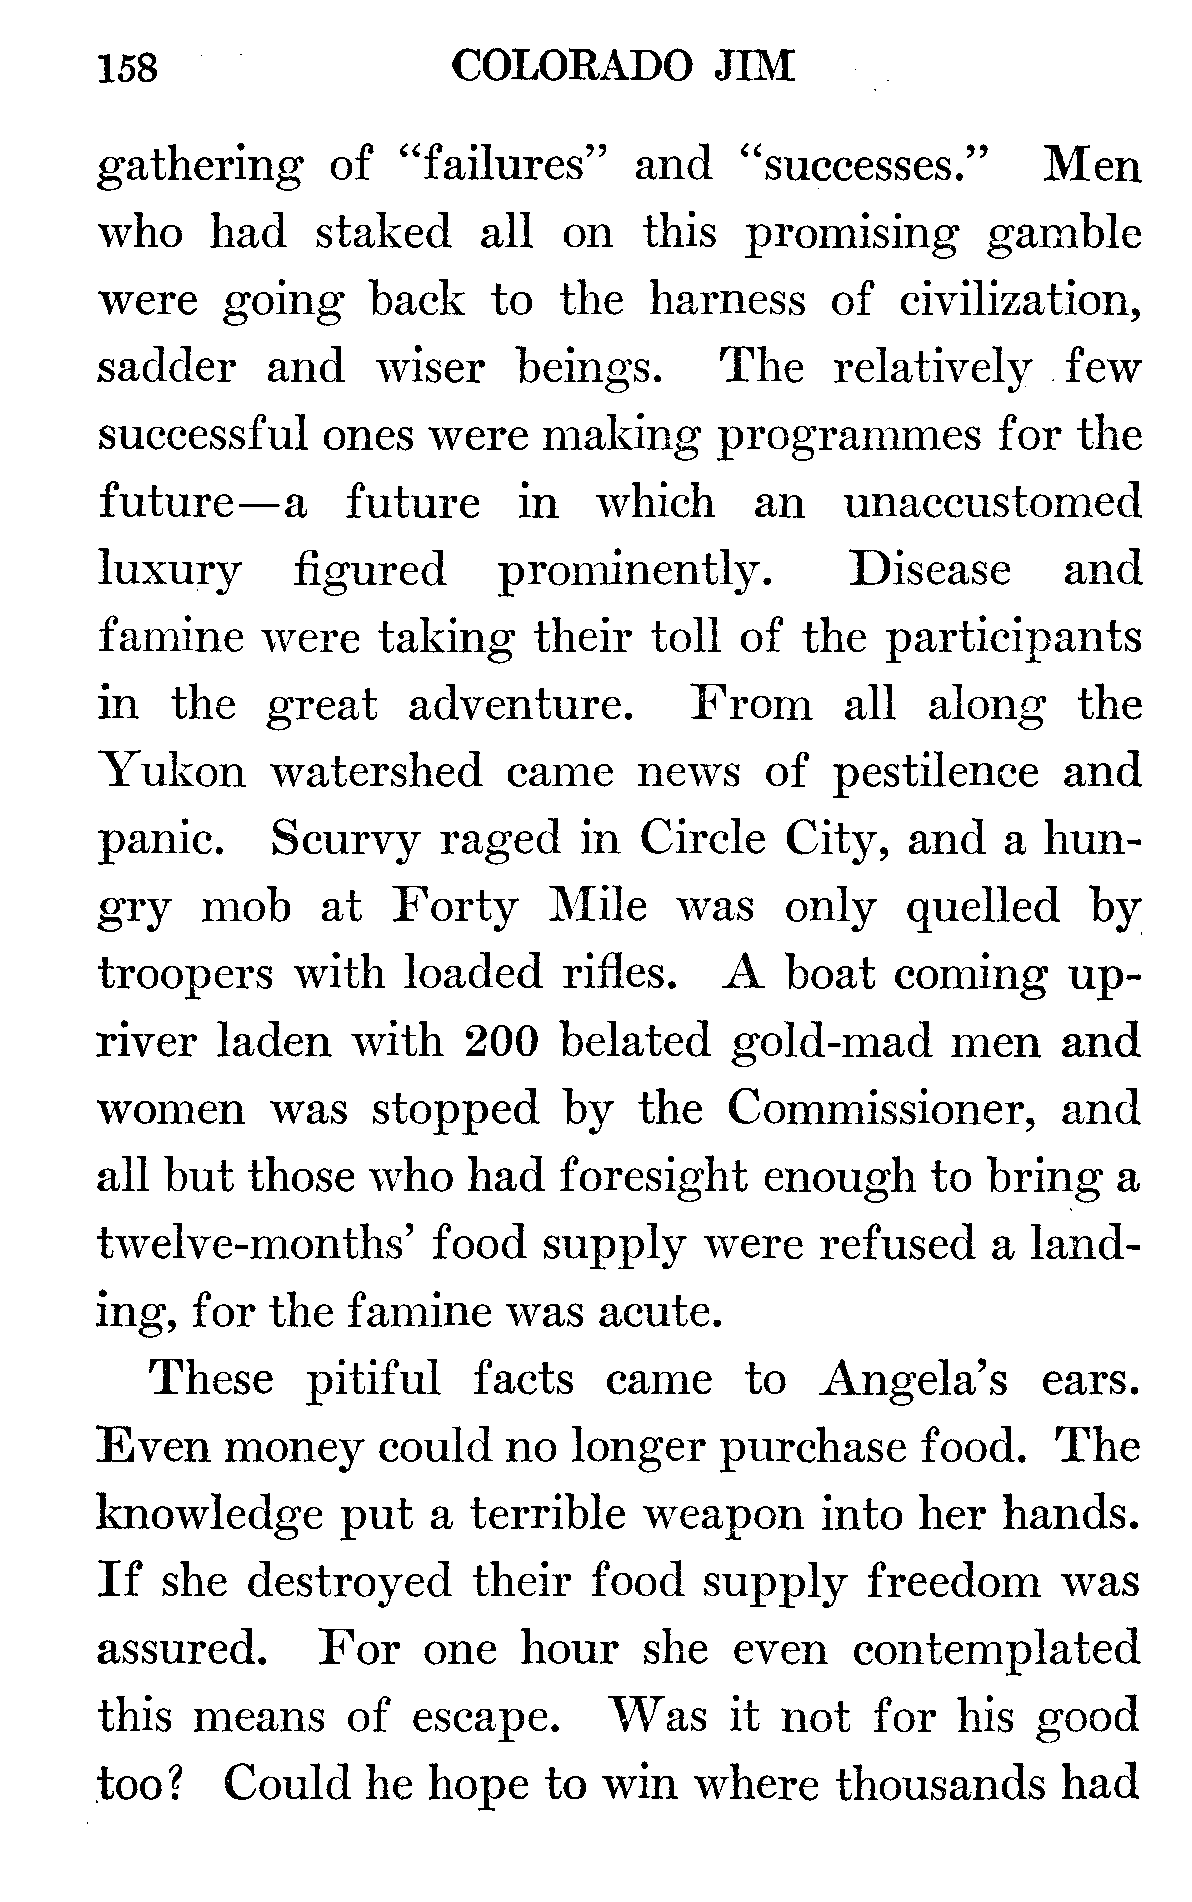 158 COLORADO JIM
gathering of “failures” and “successes.” Men
who had staked all on this promising gamble
were going back to the harness of civilization,
sadder and wiser beings. The relatively few
successful ones were making programmes for the
future—a future in which an unaccustomed
luxury figured prominently. Disease and
famine were taking their toll of the participants
in the great adventure. From all along the
Yukon watershed came news of pestilence and
panic. Scurvy raged in Circle City, and a hun-
gry mob at Forty Mile was only quelled by
troopers with loaded rifles. A boat coming up-
river laden with 200 belated gold-mad men and
women was stopped by the Commissioner, and
all but those who had foresight enough to bring a
twelve-months’ food supply were refused a land-
ing, for the famine was acute.
These pitiful facts came to Angela’s ears.
Even money could no longer purchase food. The
knowledge put a terrible weapon into her hands.
If she destroyed their food supply freedom was
assured. For one hour she even contemplated
this means of escape. Was it not for his good
too? Could he hope to win where thousands had